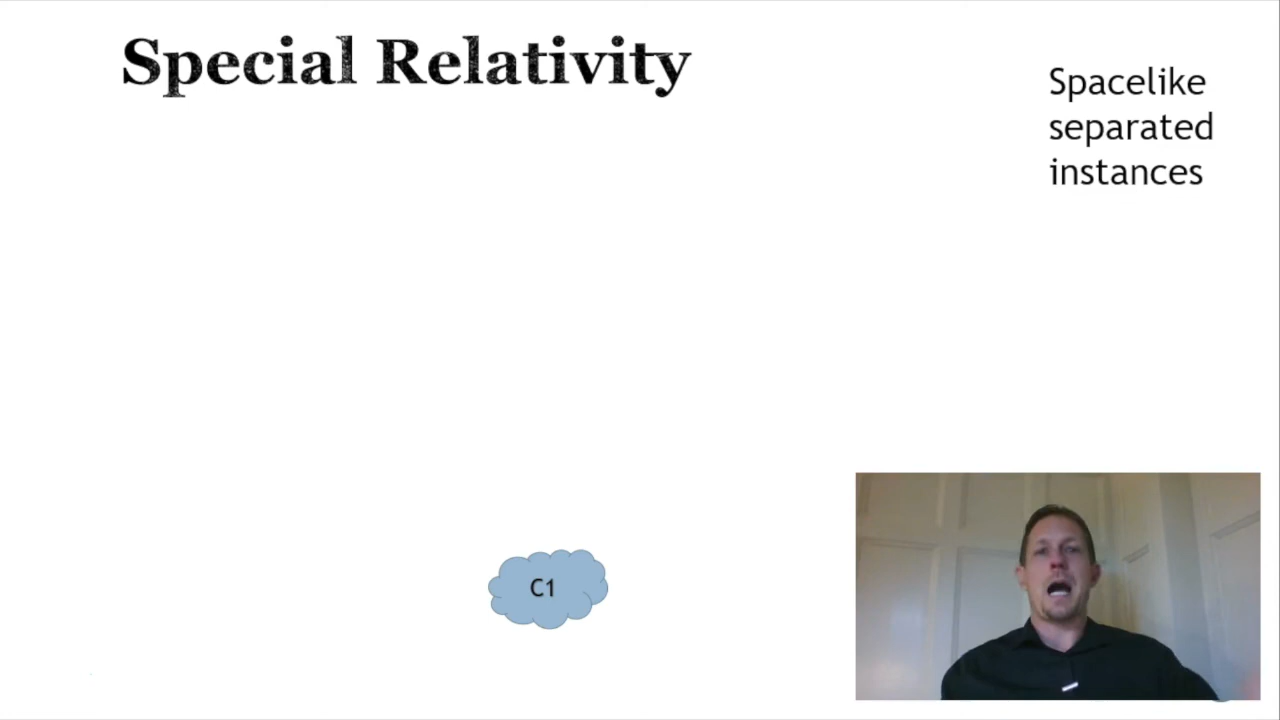 Special Relativity
Spacelike
separated
instances
C1